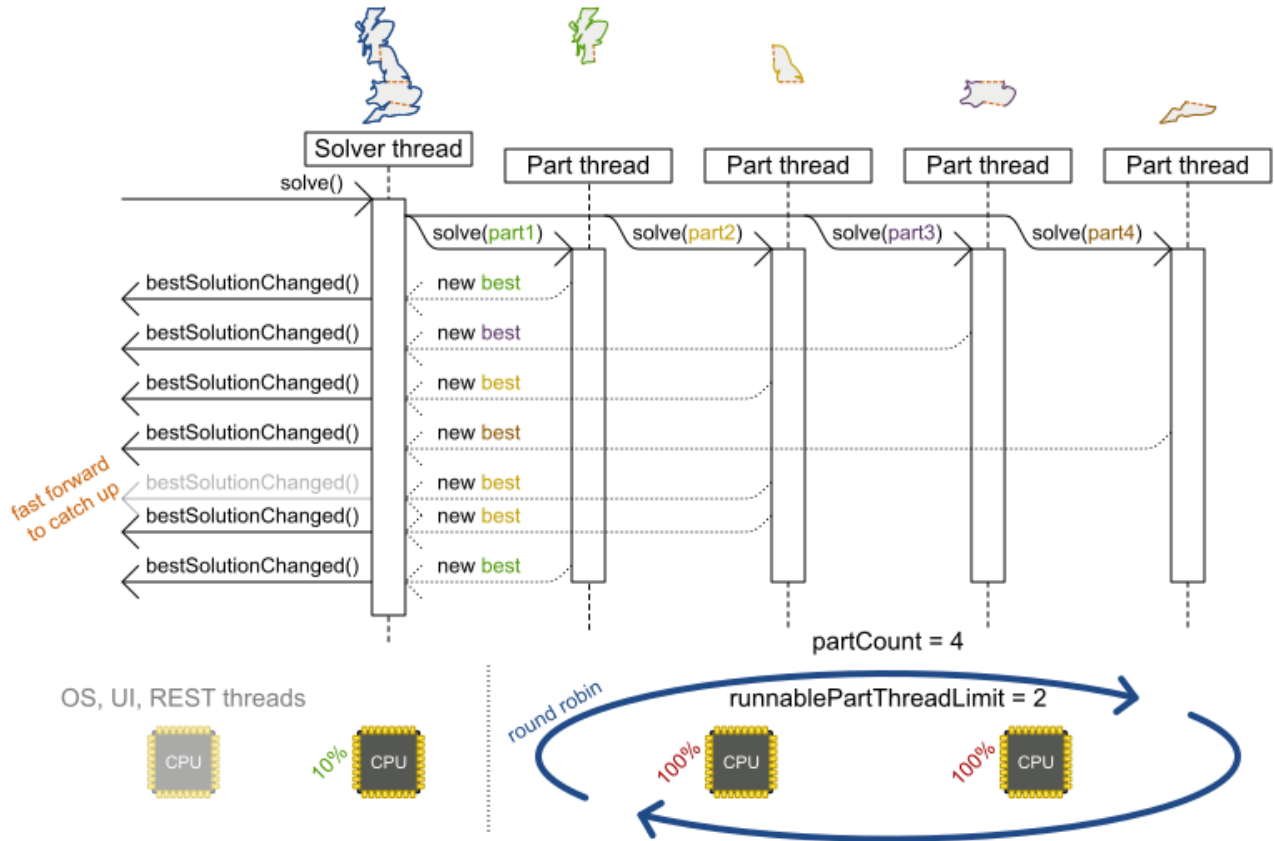 Solver thread
Part thread
Part thread
Part thread
Part thread
solve()
solve(part1)
solve(part2)
solve(part3)
solve(part4)
bestSolutionChanged()
new best
bestSolutionChanged()
new best
bestSolutionChanged()
new best
bestSolutionChanged()
new best
fast forward
to catch up
bestSolutionChanged()
new best
bestSolutionChanged()
new best
bestSolutionChanged()
new best
partCount = 4
OS, UI, REST threads
round robin
runnablePartThreadLimit = 2
CPU
10%
CPU
100%
CPU
100%
CPU